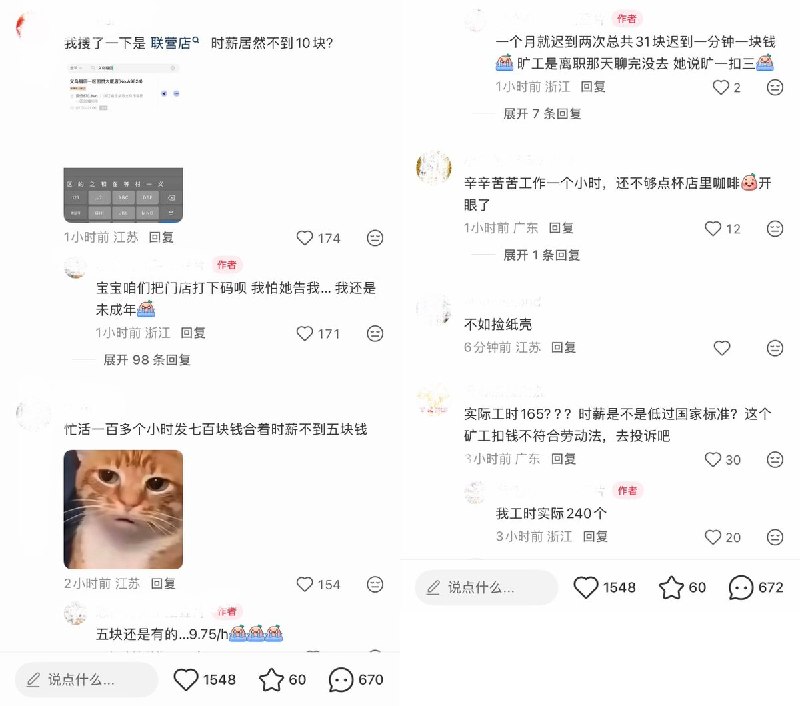 我搜了一下是 联营店 时薪居然不到10块?
1小时前 江苏 回复
174
作者
宝宝咱们把门店打下码呗 我怕她告我... 我还是
未成年
1小时前 浙江 回复
171
展开 98 条回复
忙活一百多个小时发七百块钱合着时薪不到五块钱
2小时前 江苏 回复
154
作者
五块还是有的...9.75/h
说点什么...
1548
60
670
作者
一个月就迟到两次总共31块迟到一分钟一块钱
旷工是离职那天聊完没去 她说旷一扣三
1小时前 浙江 回复
2
展开 7 条回复
辛辛苦苦工作一个小时，还不够点杯店里咖啡开
眼了
1小时前 广东 回复
12
展开 1 条回复
不如捡纸壳
6分钟前 江苏 回复
实际工时165？？？时薪是不是低过国家标准？这个
矿工扣钱不符合劳动法，去投诉吧
3小时前 广东 回复
30
作者
我工时实际240个
3小时前 浙江 回复
20
说点什么...
1548
60
672